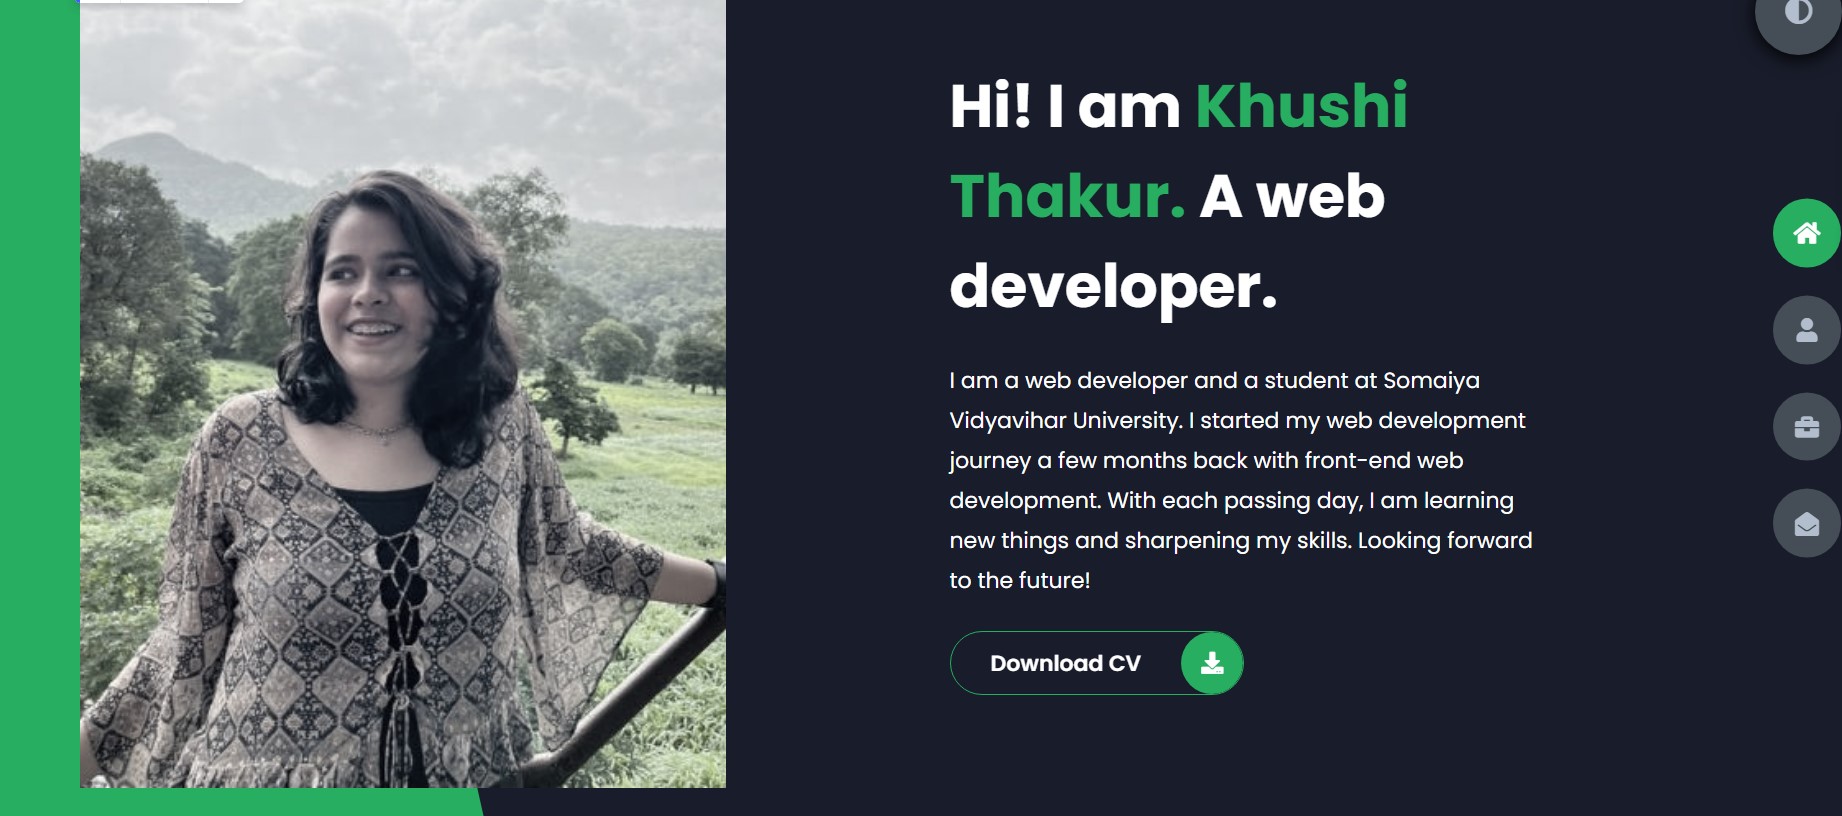 Hi! I am Khushi
Thakur. A web
developer.
I am a web developer and a student at Somaiya
Vidyavihar University. I started my web development
journey a few months back with front-end web
development. With each passing day, I am learning
new things and sharpening my skills. Looking forward
to the future!
Download CV